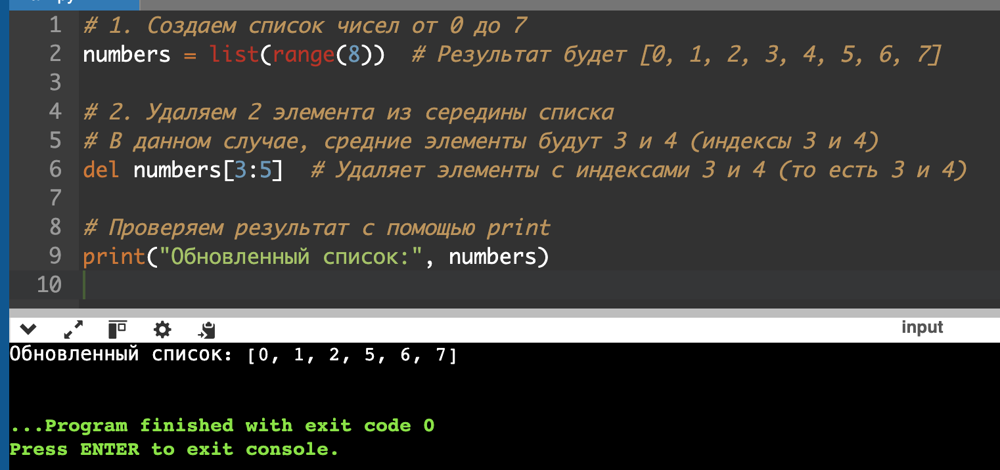 1 # 1. Создаем список чисел от 0 до 7
2 numbers = list(range(8))  # Результат будет [0, 1, 2, 3, 4, 5, 6, 7]
3
4 # 2. Удаляем 2 элемента из середины списка
5 # В данном случае, средние элементы будут 3 и 4 (индексы 3 и 4)
6 del numbers[3:5]  # Удаляет элементы с индексами 3 и 4 (то есть 3 и 4)
7
8 # Проверяем результат с помощью print
9 print("Обновленный список:", numbers)
10
input
Обновленный список: [0, 1, 2, 5, 6, 7]
...Program finished with exit code 0
Press ENTER to exit console.